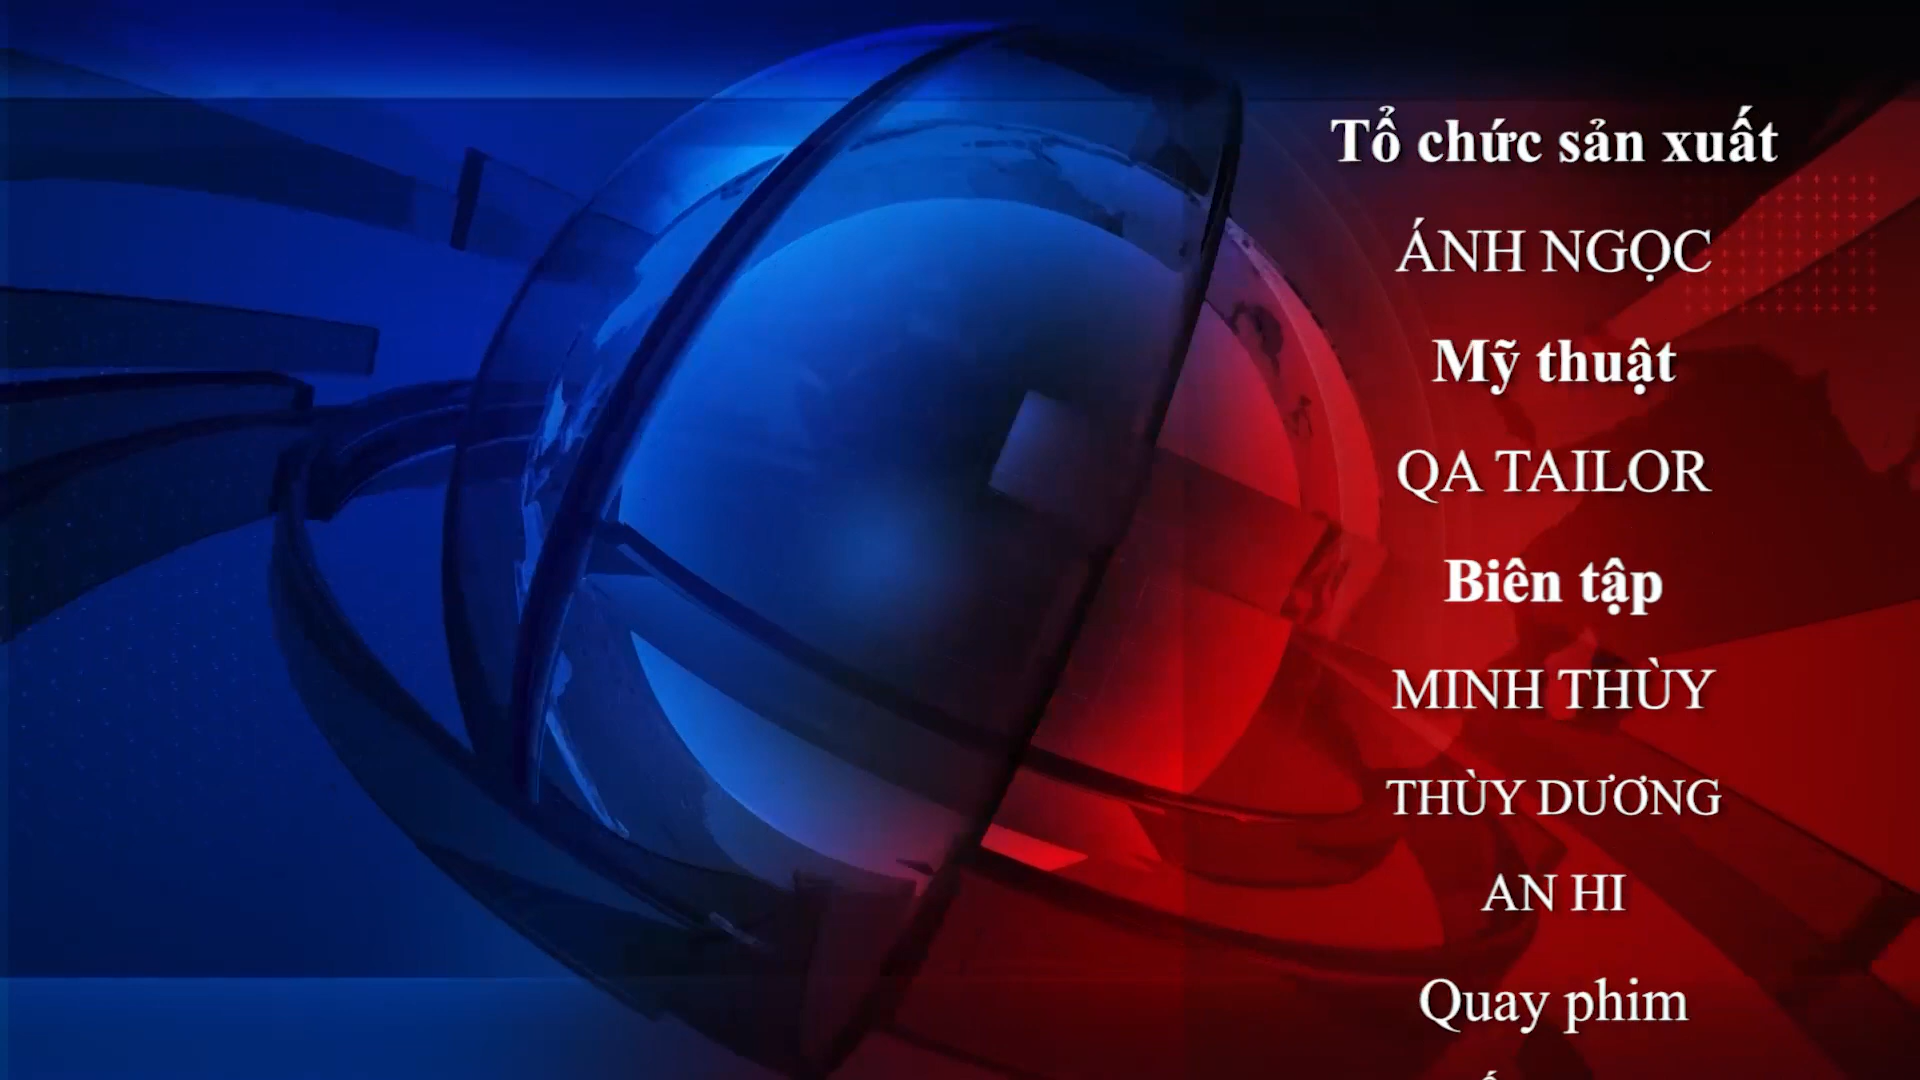 Tổ chức sản xuất
ÁNH NGỌC
Mỹ thuật
QA TAILOR
Biên tập
MINH THÙY
THÙY DƯƠNG
AN HI
Quay phim